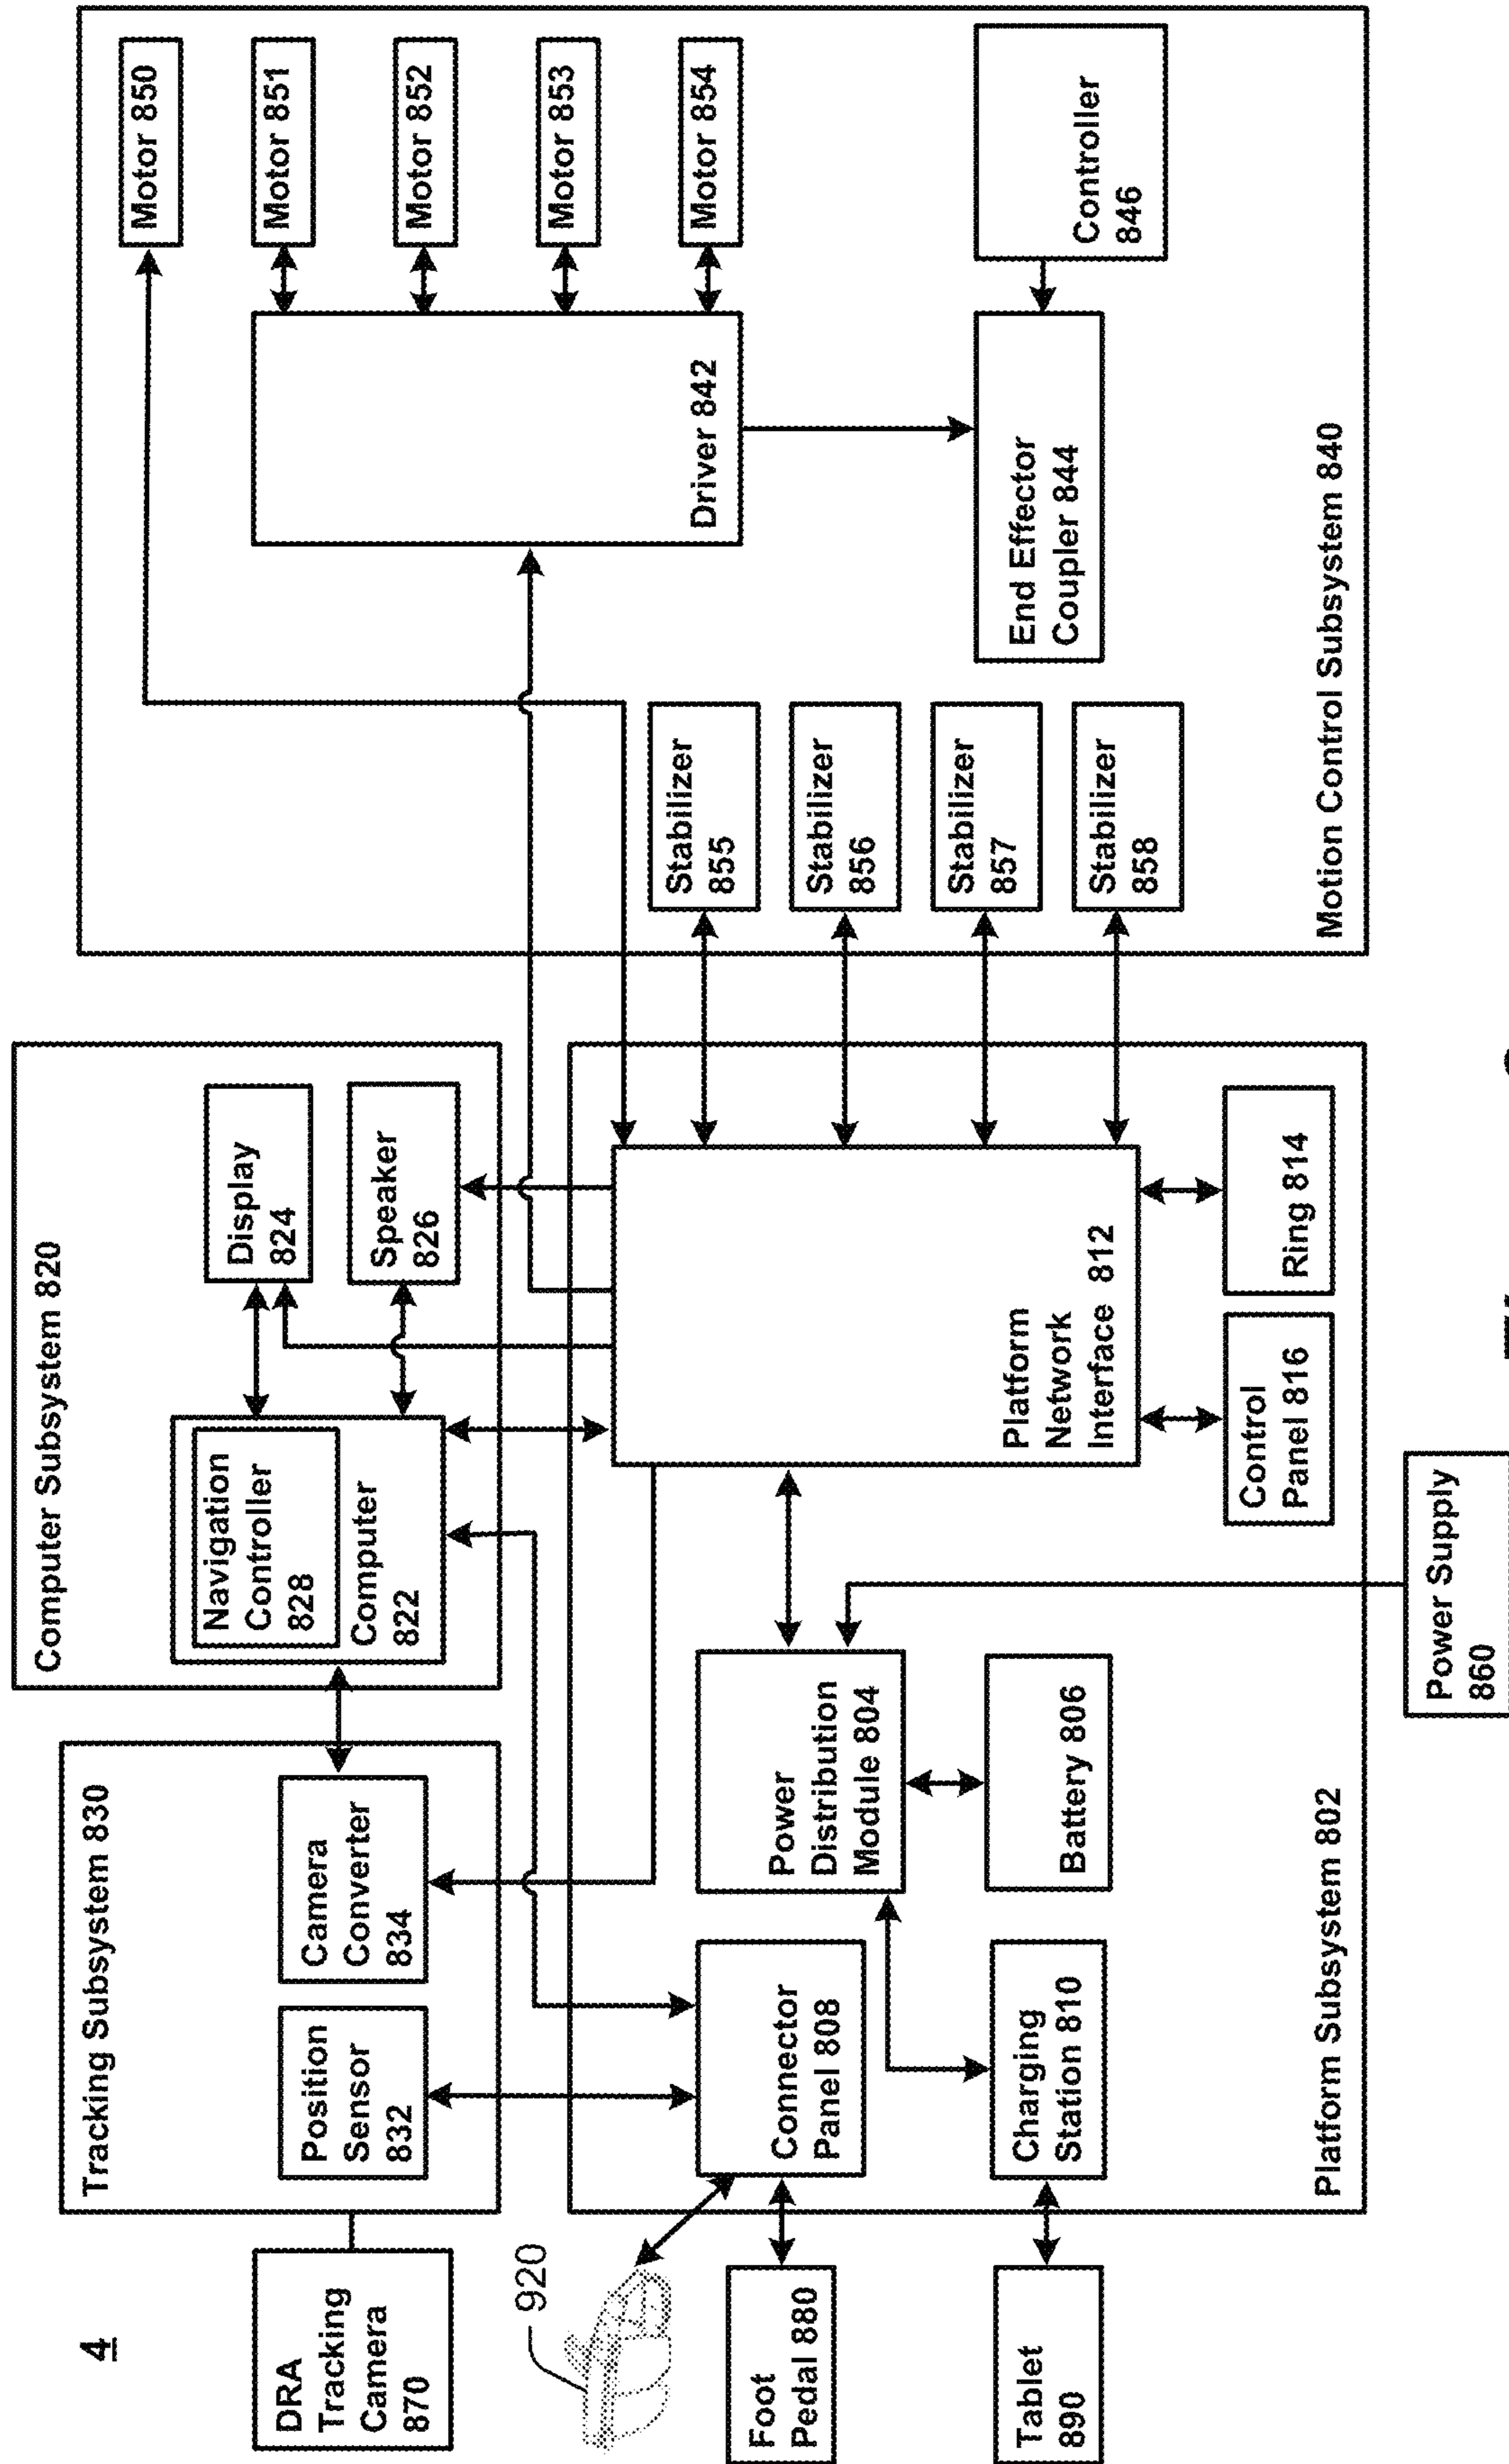 4
DRA
Tracking
Camera
870
920
Foot
Pedal 880
Tablet
890
Tracking Subsystem 830
Position
Sensor
832
Camera
Converter
834
Computer Subsystem 820
Navigation
Controller
828
Computer
822
Display
824
Speaker
826
Connector
Panel 808
Charging
Station 810
Power
Distribution
Module 804
Battery 806
Platform
Network
Interface 812
Control
Panel 816
Ring 814
Platform Subsystem 802
Power Supply
860
Stabilizer
855
Stabilizer
856
Stabilizer
857
Stabilizer
858
Driver 842
End Effector
Coupler 844
Motor 850
Motor 851
Motor 852
Motor 853
Motor 854
Controller
846
Motion Control Subsystem 840